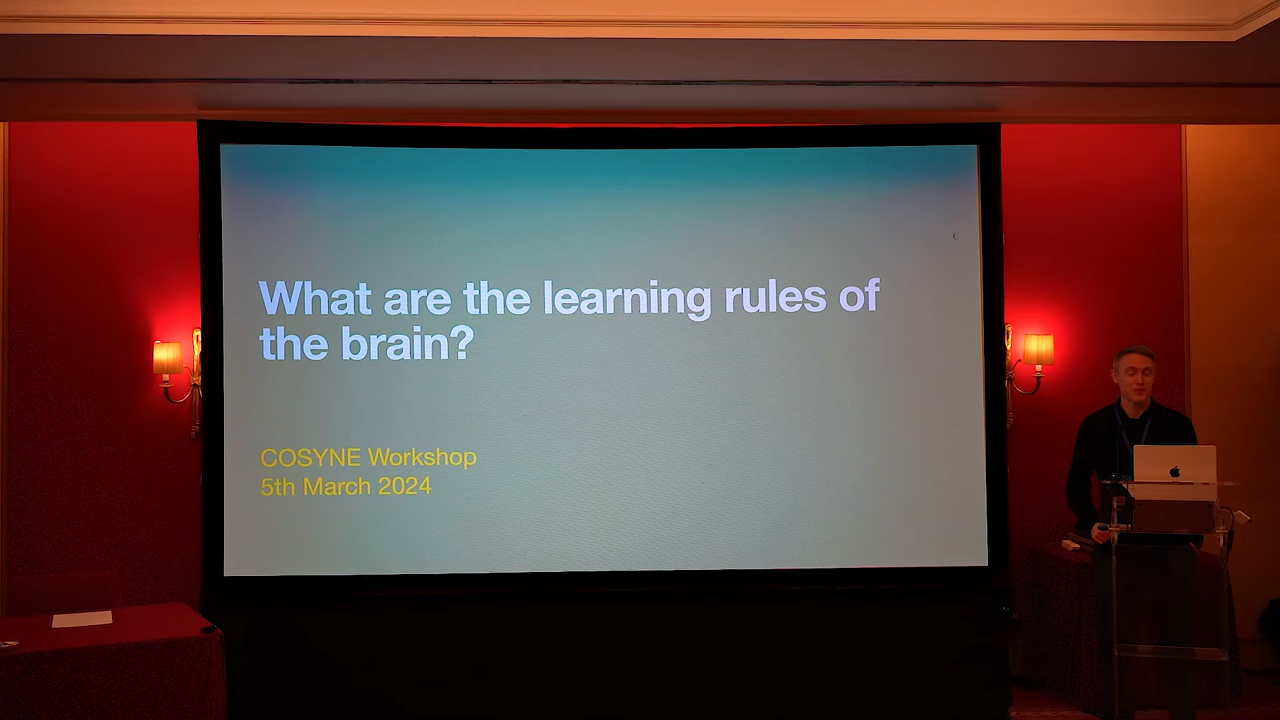 What are the learning rules of
the brain?
COSYNE Workshop
5th March 2024